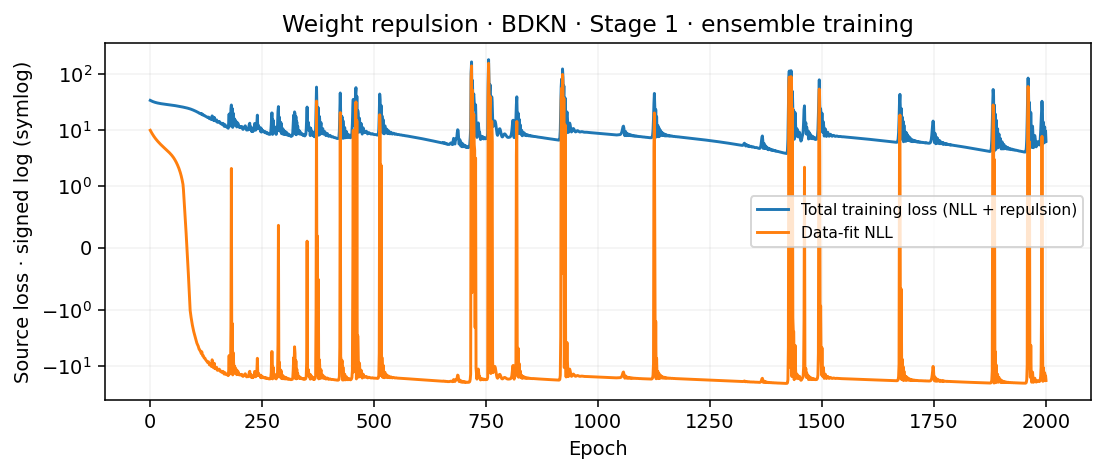 Weight repulsion · BDKN · Stage 1 · ensemble training
Source loss · signed log (symlog)
10²
10¹
10⁰
0
−10⁰
−10¹
Total training loss (NLL + repulsion)
Data-fit NLL
0 250 500 750 1000 1250 1500 1750 2000
Epoch